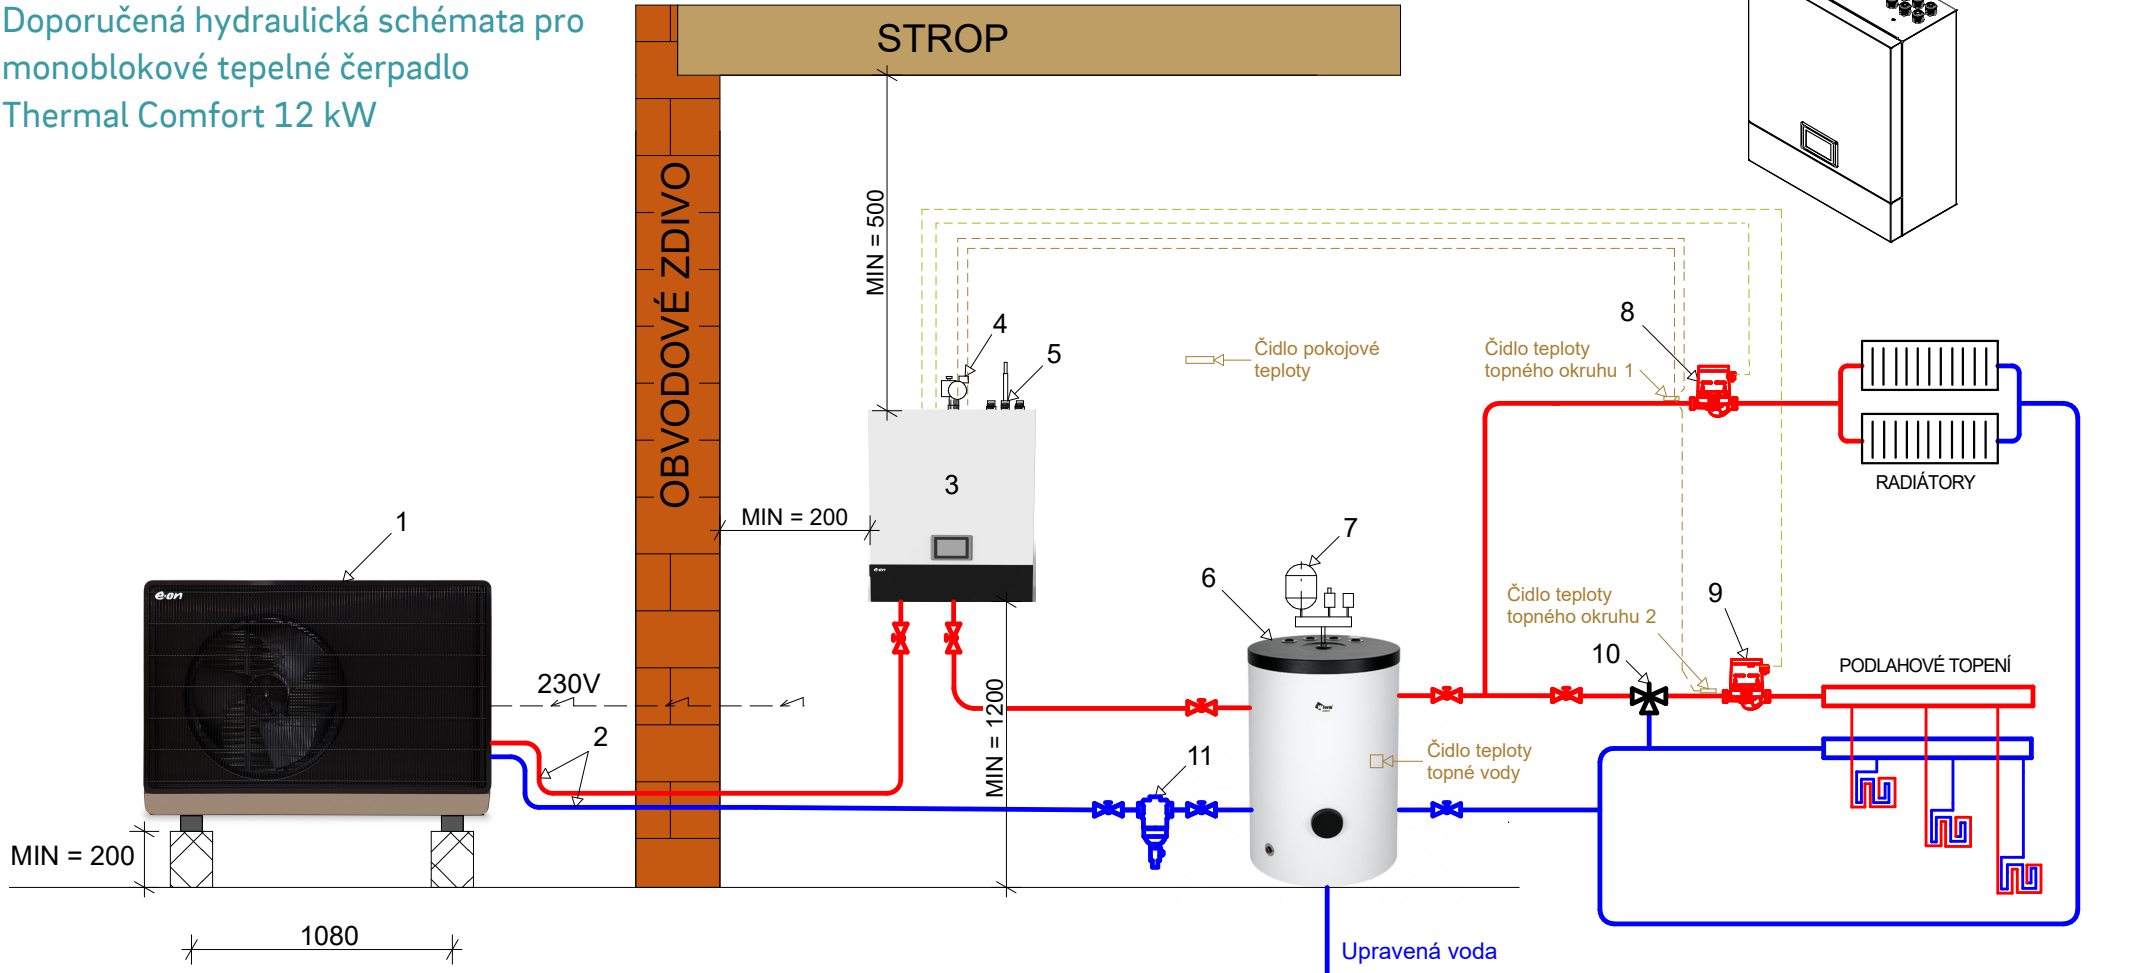 Doporučená hydraulická schémata pro
monoblokové tepelné čerpadlo
Thermal Comfort 12 kW
STROP
OBVODOVÉ ZDIVO
MIN = 500
4
5
Čidlo pokojové
teploty
Čidlo teploty
topného okruhu 1
8
RADIÁTORY
3
MIN = 200
e·on
1
e·on
230V
2
MIN = 1200
7
6
11
Čidlo teploty
topné vody
Čidlo teploty
topného okruhu 2
9
10
PODLAHOVÉ TOPENÍ
MIN = 200
1080
Upravená voda